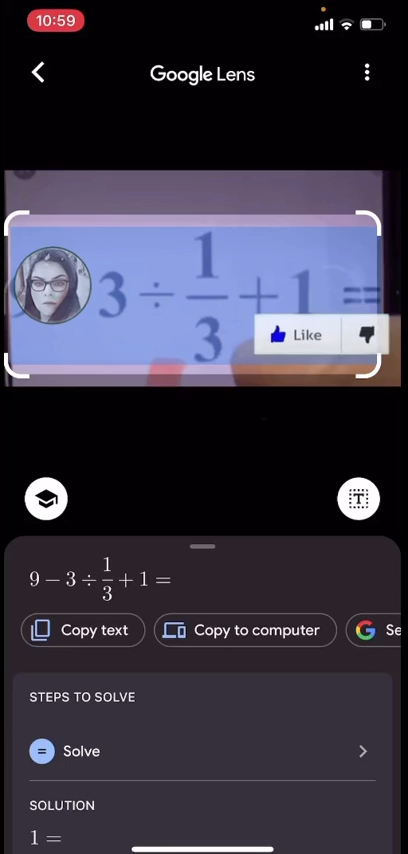 10:59
Google Lens
3 ÷ 1/3 + 1 =
Like
9 − 3 ÷ 1/3 + 1 =
Copy text
Copy to computer
Se
STEPS TO SOLVE
= Solve
SOLUTION
1 =